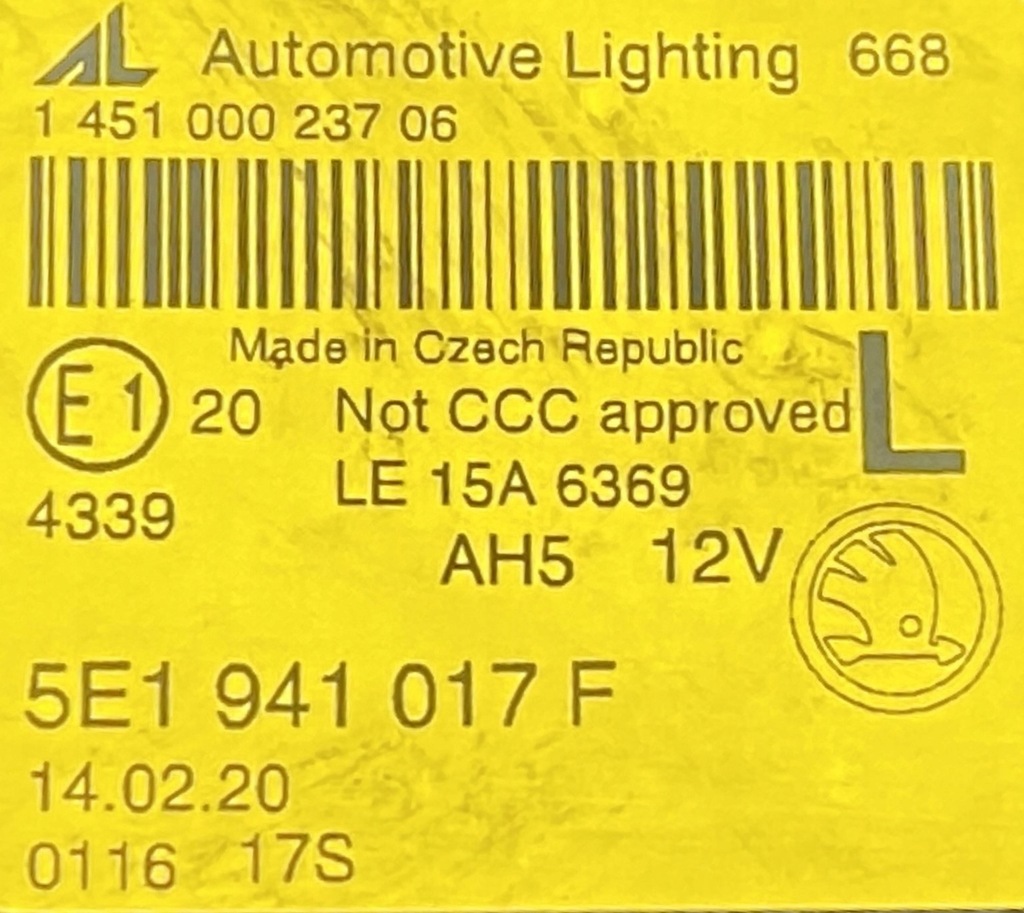 AL Automotive Lighting 668
1 451 000 237 06
Made in Czech Republic
E1 20 Not CCC approved L
LE 15A 6369
4339
AH5 12V
5E1 941 017 F
14.02.20
0116 17S